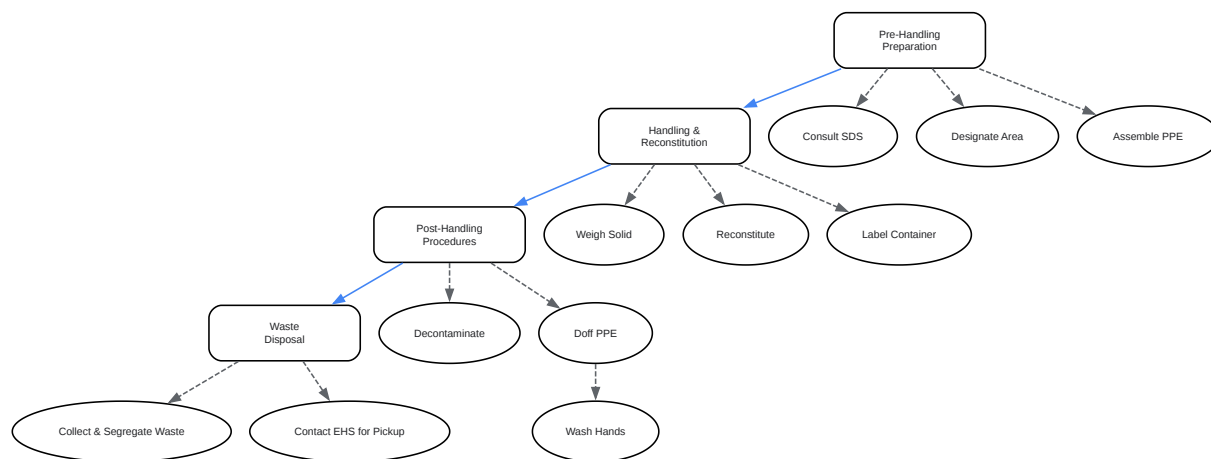 Pre-Handling
Preparation
Handling &
Reconstitution
Consult SDS
Designate Area
Assemble PPE
Post-Handling
Procedures
Weigh Solid
Reconstitute
Label Container
Waste
Disposal
Decontaminate
Doff PPE
Collect & Segregate Waste
Contact EHS for Pickup
Wash Hands